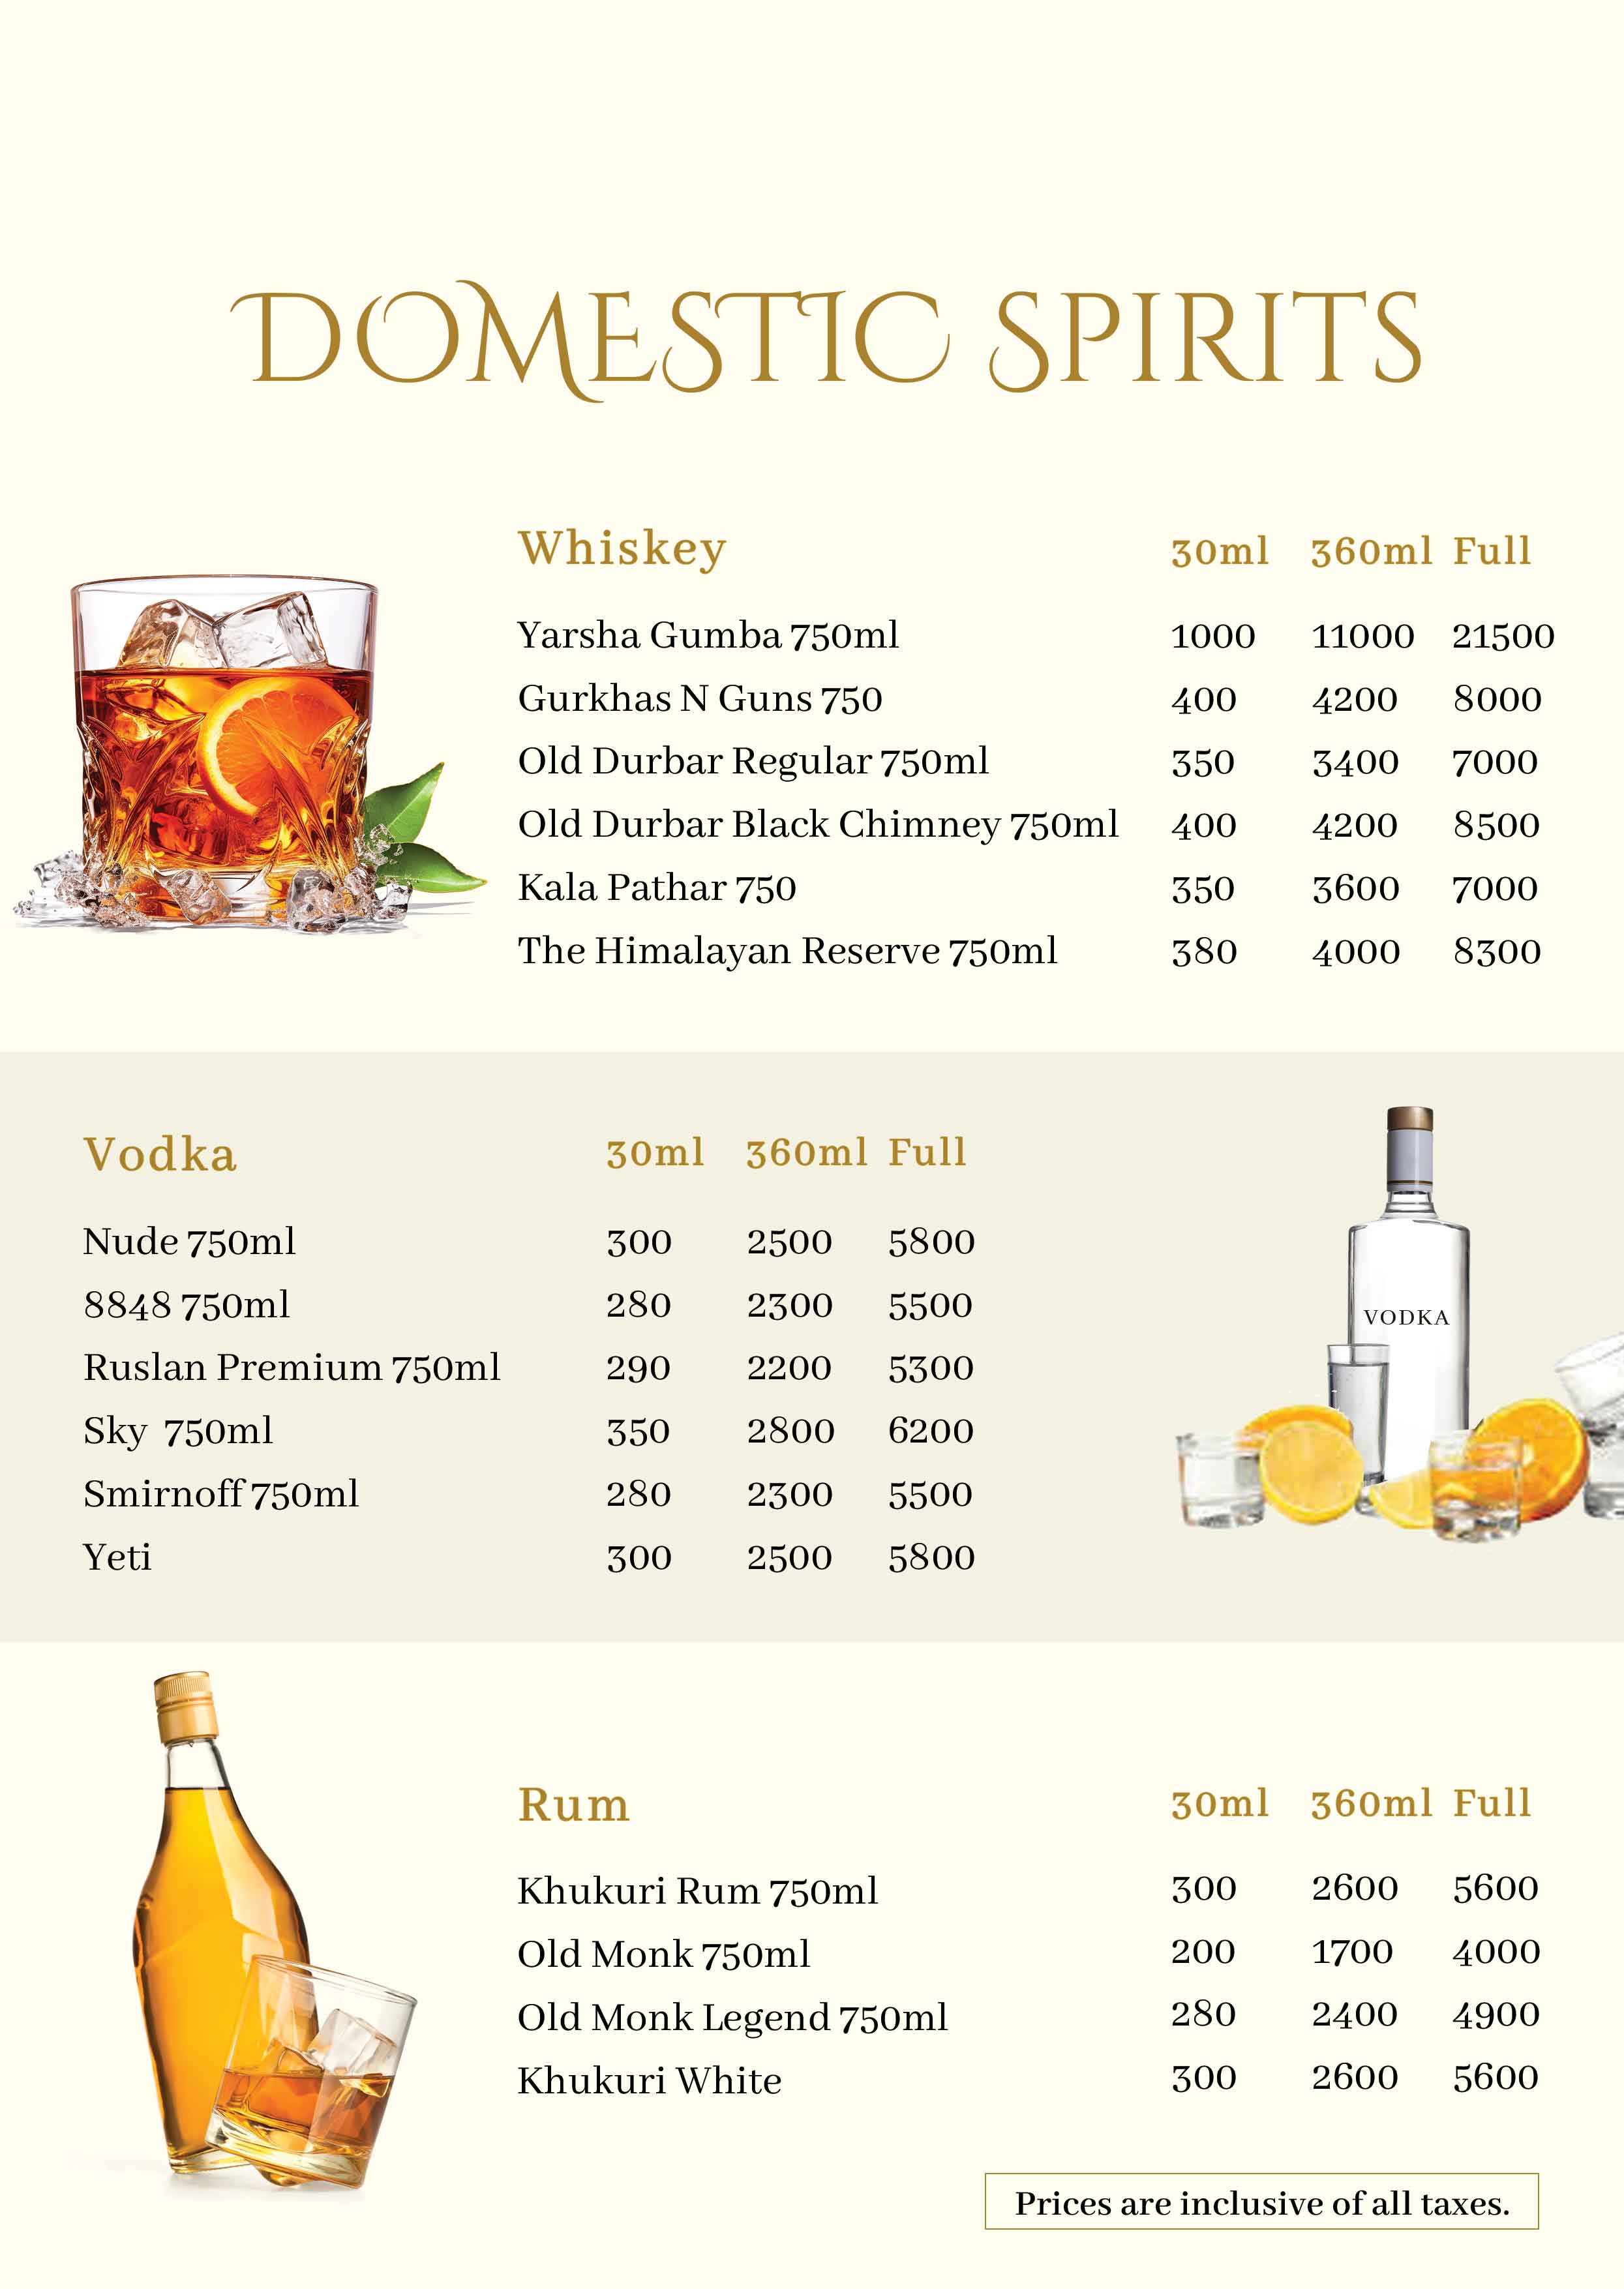 DOMESTIC SPIRITS
Whiskey 30ml 360ml Full
Yarsha Gumba 750ml 1000 11000 21500
Gurkhas N Guns 750 400 4200 8000
Old Durbar Regular 750ml 350 3400 7000
Old Durbar Black Chimney 750ml 400 4200 8500
Kala Pathar 750 350 3600 7000
The Himalayan Reserve 750ml 380 4000 8300
Vodka 30ml 360ml Full
Nude 750ml 300 2500 5800
8848 750ml 280 2300 5500
Ruslan Premium 750ml 290 2200 5300
Sky 750ml 350 2800 6200
Smirnoff 750ml 280 2300 5500
Yeti 300 2500 5800
VODKA
Rum 30ml 360ml Full
Khukuri Rum 750ml 300 2600 5600
Old Monk 750ml 200 1700 4000
Old Monk Legend 750ml 280 2400 4900
Khukuri White 300 2600 5600
Prices are inclusive of all taxes.